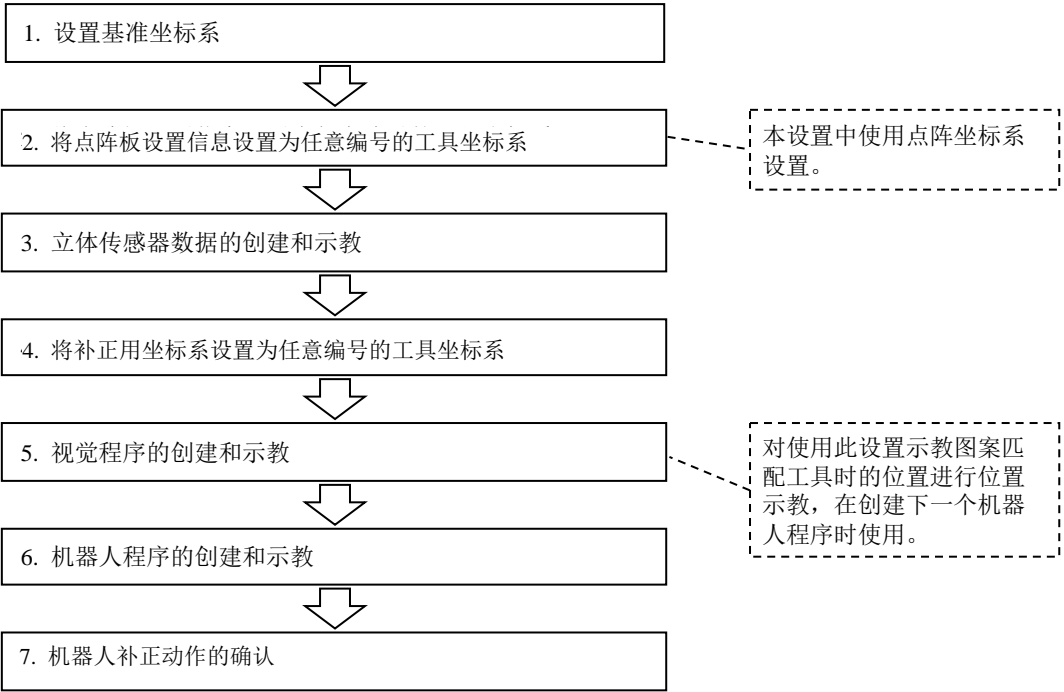 1. 设置基准坐标系
2. 将点阵板设置信息设置为任意编号的工具坐标系
本设置中使用点阵坐标系
设置。
3. 立体传感器数据的创建和示教
4. 将补正用坐标系设置为任意编号的工具坐标系
5. 视觉程序的创建和示教
对使用此设置示教图案匹
配工具时的位置进行位置
示教，在创建下一个机器
人程序时使用。
6. 机器人程序的创建和示教
7. 机器人补正动作的确认